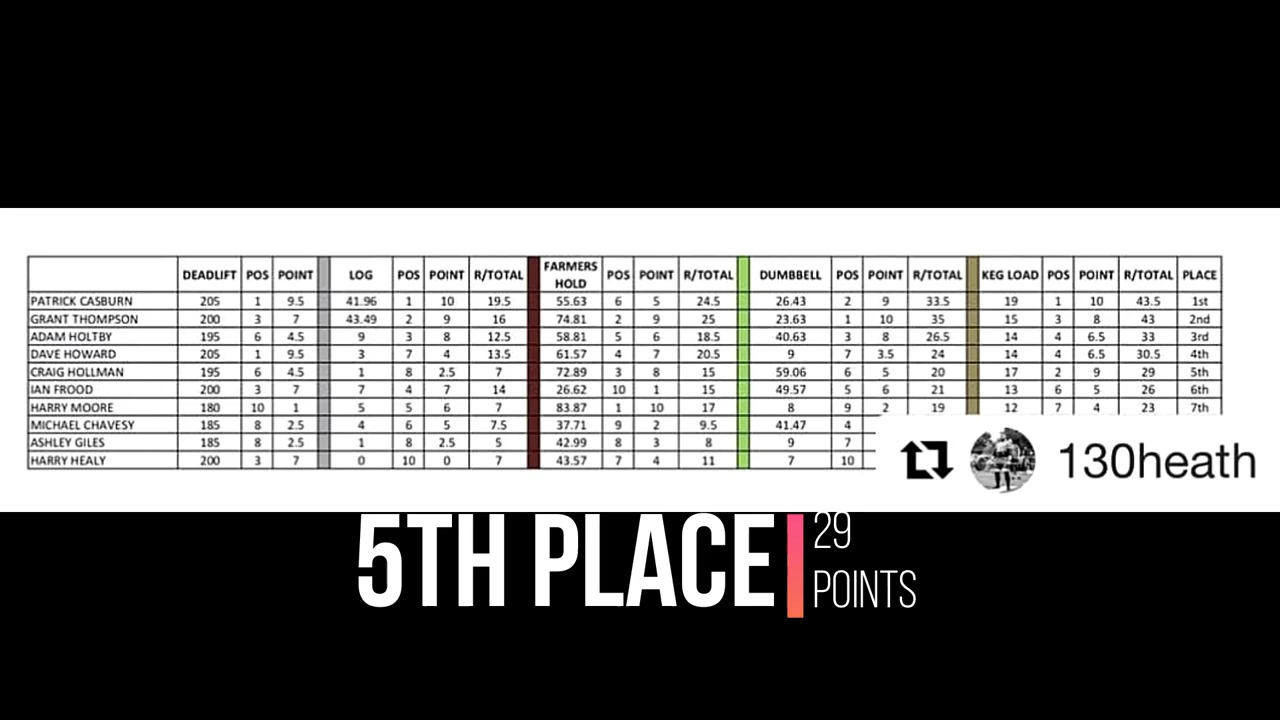 DEADLIFT POS POINT LOG POS POINT R/TOTAL FARMERS HOLD POS POINT R/TOTAL DUMBBELL POS POINT R/TOTAL KEG LOAD POS POINT R/TOTAL PLACE
PATRICK CASBURN 205 1 9.5 41.96 1 10 19.5 55.63 6 5 24.5 26.43 2 9 33.5 19 1 10 43.5 1st
GRANT THOMPSON 200 3 7 43.49 2 9 16 74.81 2 9 25 23.63 1 10 35 15 3 8 43 2nd
ADAM HOLTBY 195 6 4.5 9 3 8 12.5 58.81 5 6 18.5 40.63 3 8 26.5 14 4 6.5 33 3rd
DAVE HOWARD 205 1 9.5 3 7 4 13.5 61.57 4 7 20.5 9 7 3.5 24 14 4 6.5 30.5 4th
CRAIG HOLLMAN 195 6 4.5 1 8 2.5 7 72.89 3 8 15 59.06 6 5 20 17 2 9 29 5th
IAN FROOD 200 3 7 7 4 7 14 26.62 10 1 15 49.57 5 6 21 13 6 5 26 6th
HARRY MOORE 180 10 1 5 5 6 7 83.87 1 10 17 8 9 2 19 12 7 4 23 7th
MICHAEL CHAVESY 185 8 2.5 4 6 5 7.5 37.71 9 2 9.5 41.47 4
ASHLEY GILES 185 8 2.5 1 8 2.5 5 42.99 8 3 8 9 7
HARRY HEALY 200 3 7 0 10 0 7 43.57 7 4 11 7 10
130heath
5TH PLACE
29
POINTS